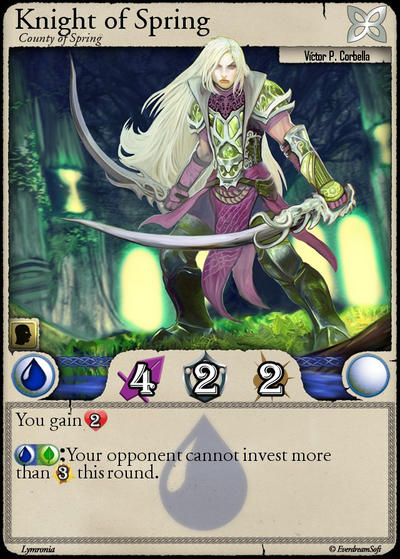 Knight of Spring
County of Spring
Víctor P. Corbella
4 2 2
You gain 2
: Your opponent cannot invest more
than 3 this round.
Lymronia © EverdreamSoft